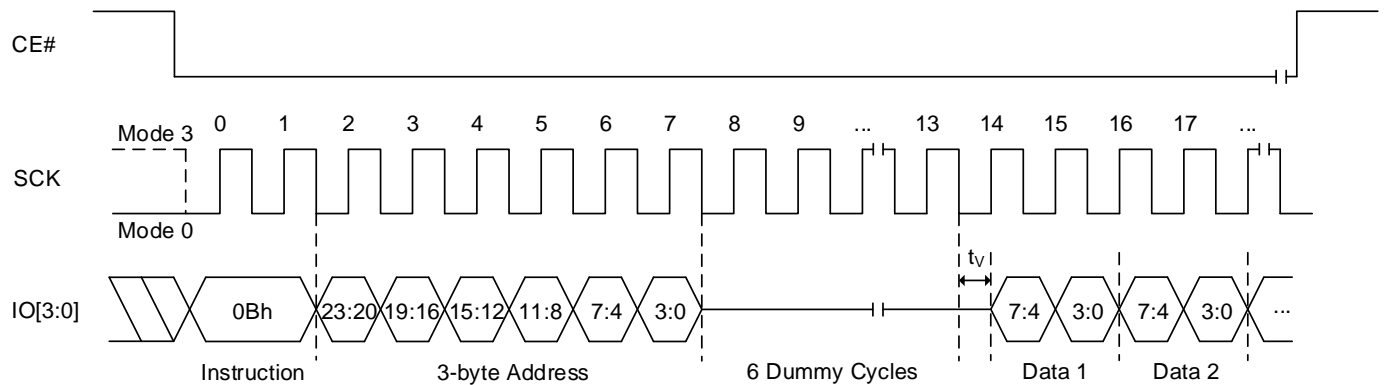 CE#
0 1 2 3 4 5 6 7 8 9 ... 13 14 15 16 17 ...
Mode 3
SCK
Mode 0
tV
IO[3:0] 0Bh 23:20 19:16 15:12 11:8 7:4 3:0 7:4 3:0 7:4 3:0 ...
Instruction 3-byte Address 6 Dummy Cycles Data 1 Data 2